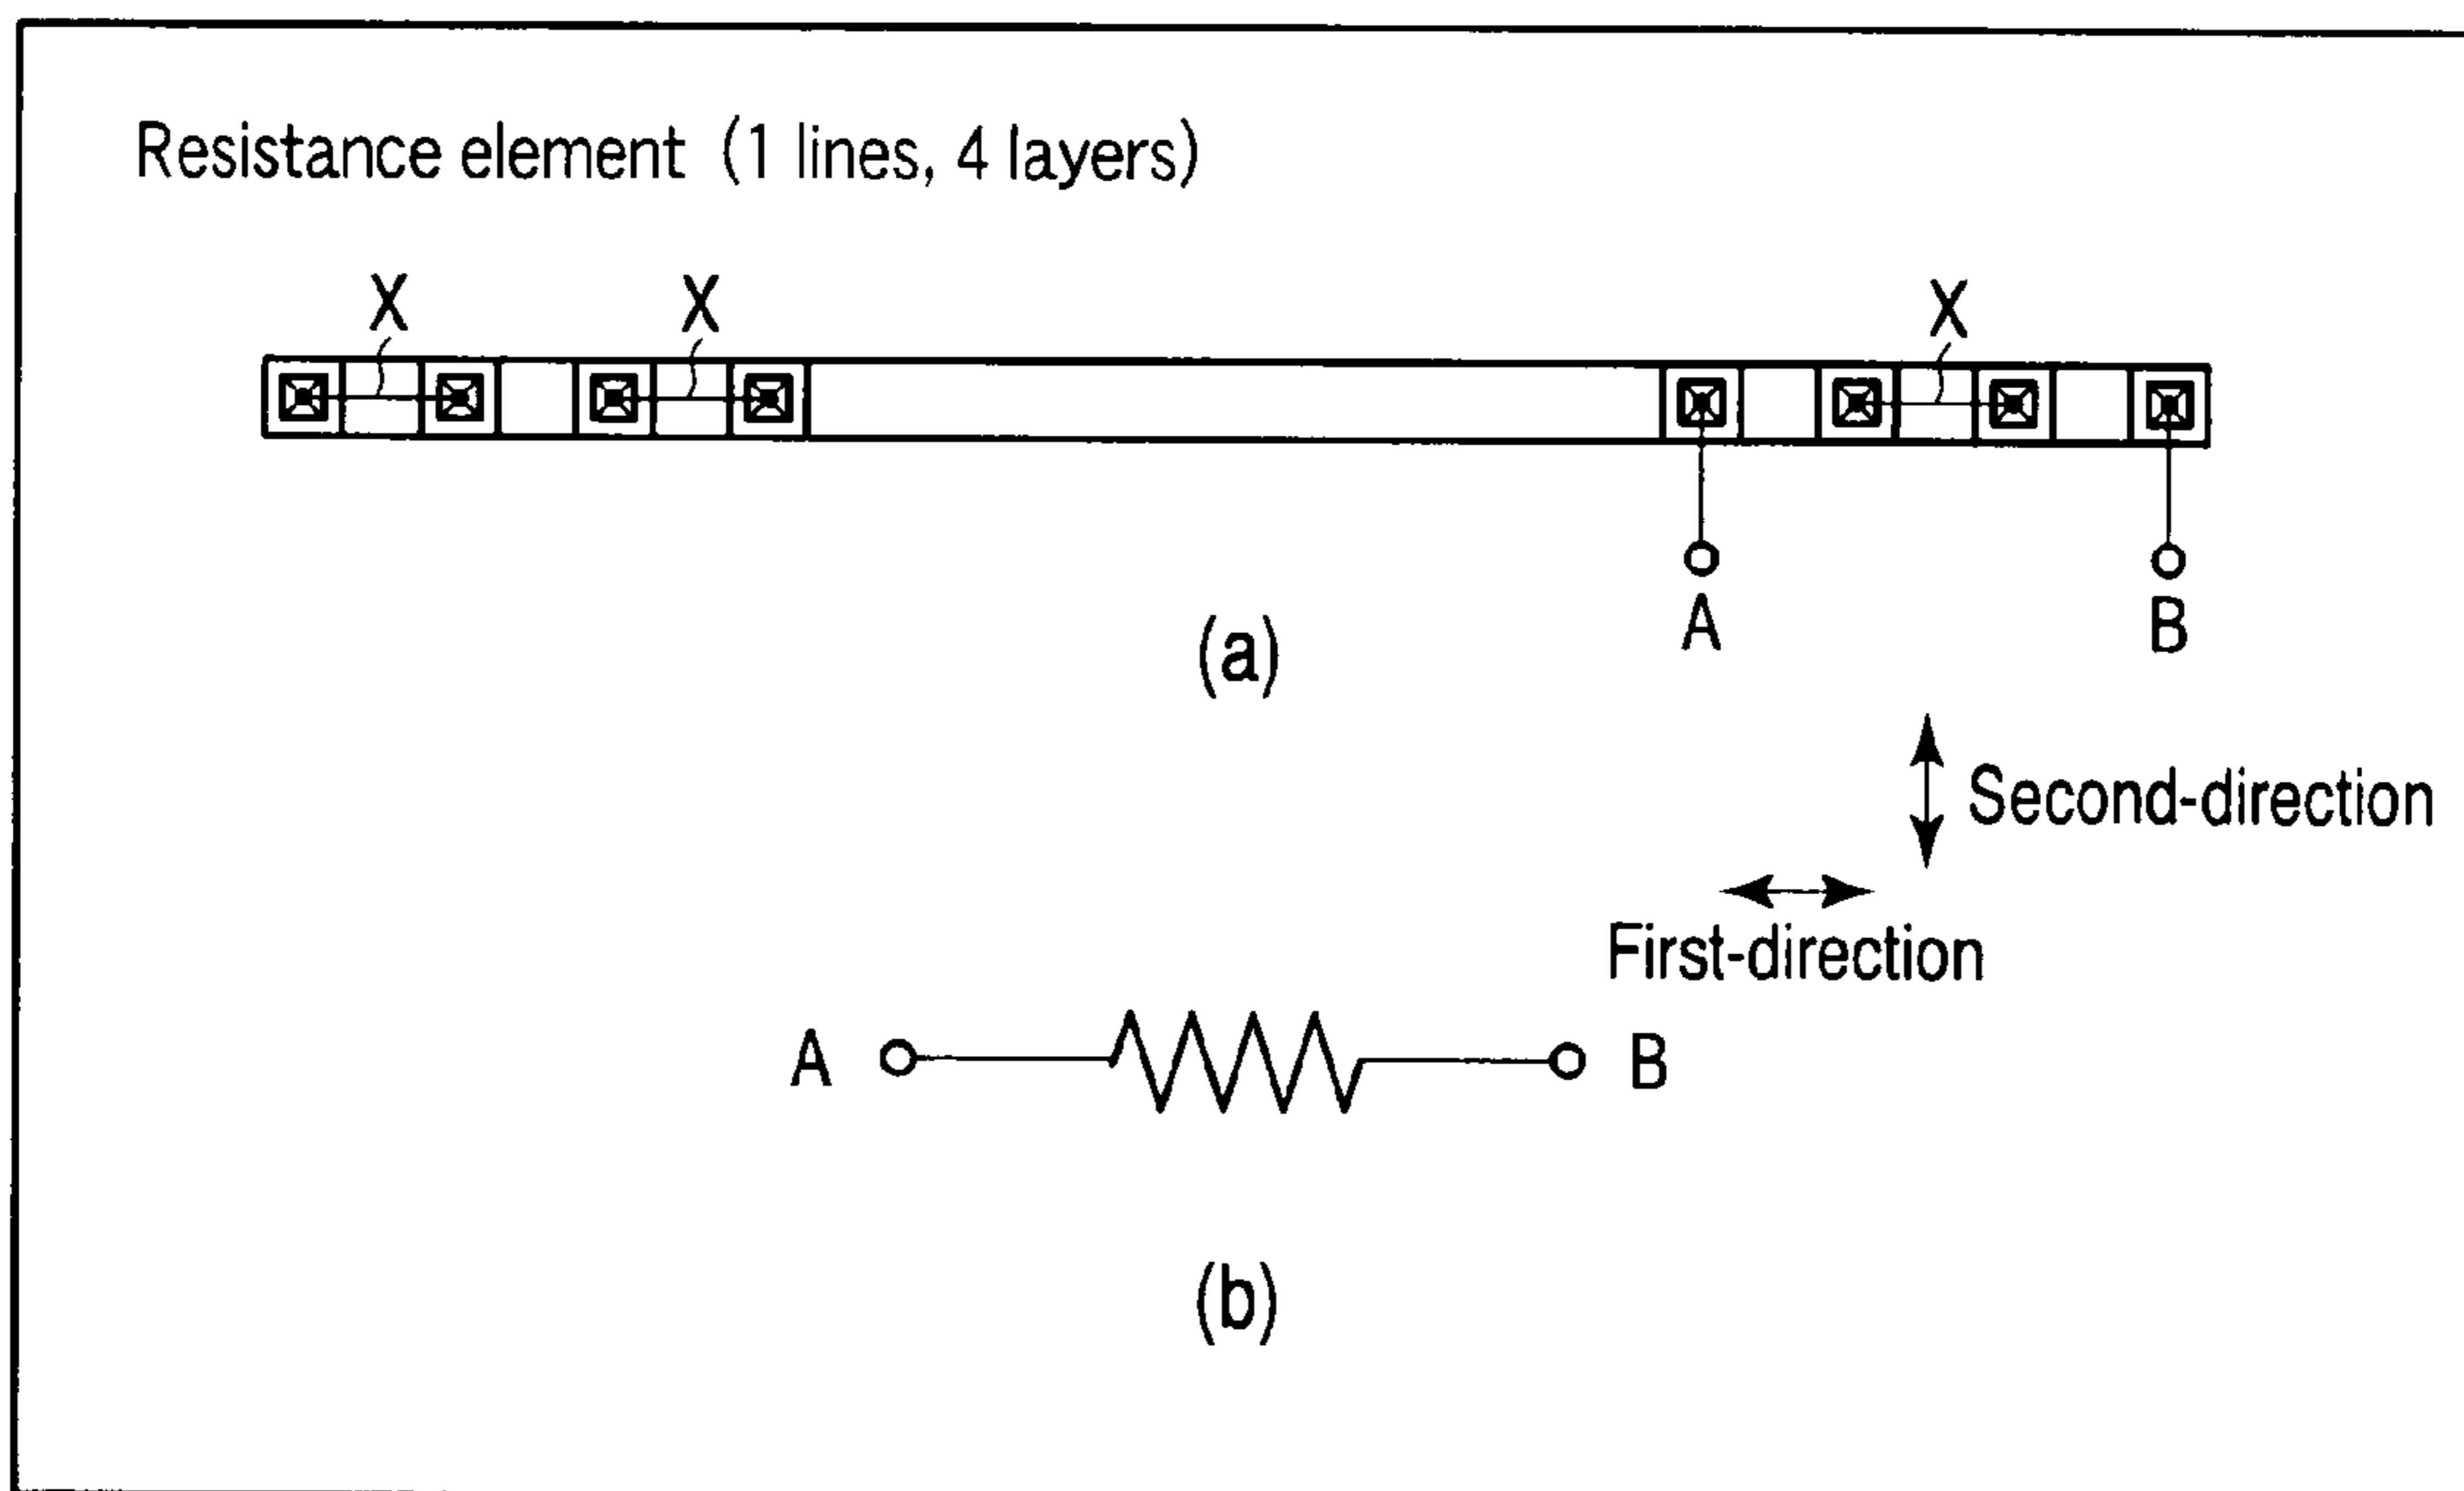 Resistance element (1 lines, 4 layers)
X X X
A B
(a)
Second-direction
First-direction
A B
(b)